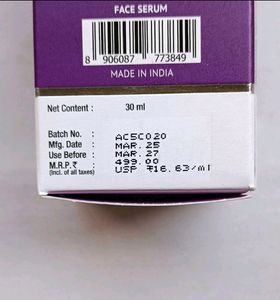 FACE SERUM
8 906087 773849
MADE IN INDIA
Net Content : 30 ml
Batch No. : AC5C020
Mfg. Date : MAR.25
Use Before : MAR.27
M.R.P.₹ : 499.00
(Incl. of all taxes) USP ₹16.63/ml